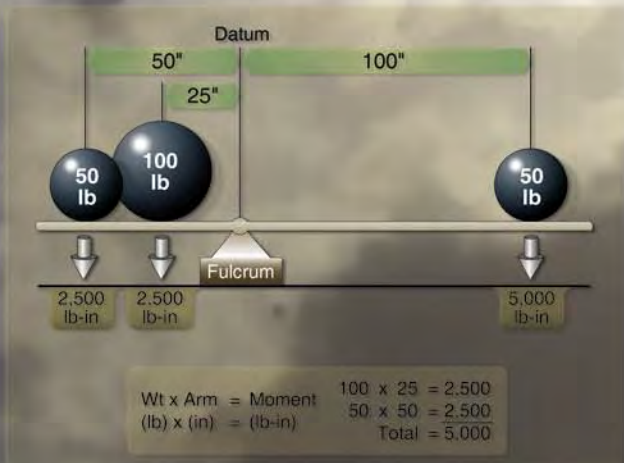 Datum
50" 100"
25"
50
lb
100
lb
50
lb
Fulcrum
2,500
lb-in
2,500
lb-in
5,000
lb-in
Wt x Arm = Moment
(lb) x (in) = (lb-in)
100 x 25 = 2.500
50 x 50 = 2.500
Total = 5.000